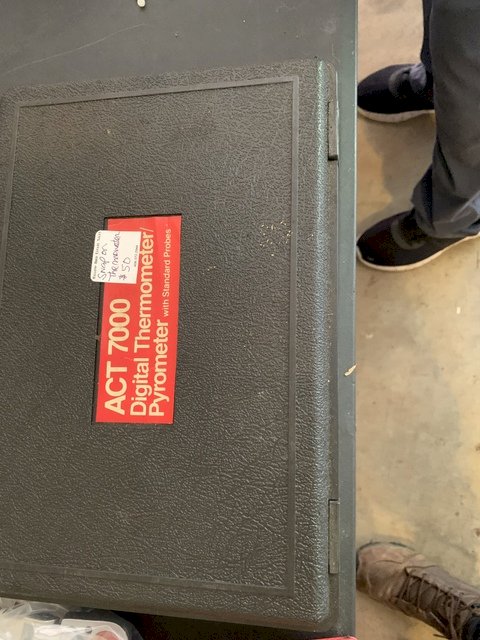 Snap on
Thermometer
$50
ACT 7000
Digital Thermometer/
Pyrometer with Standard Probes